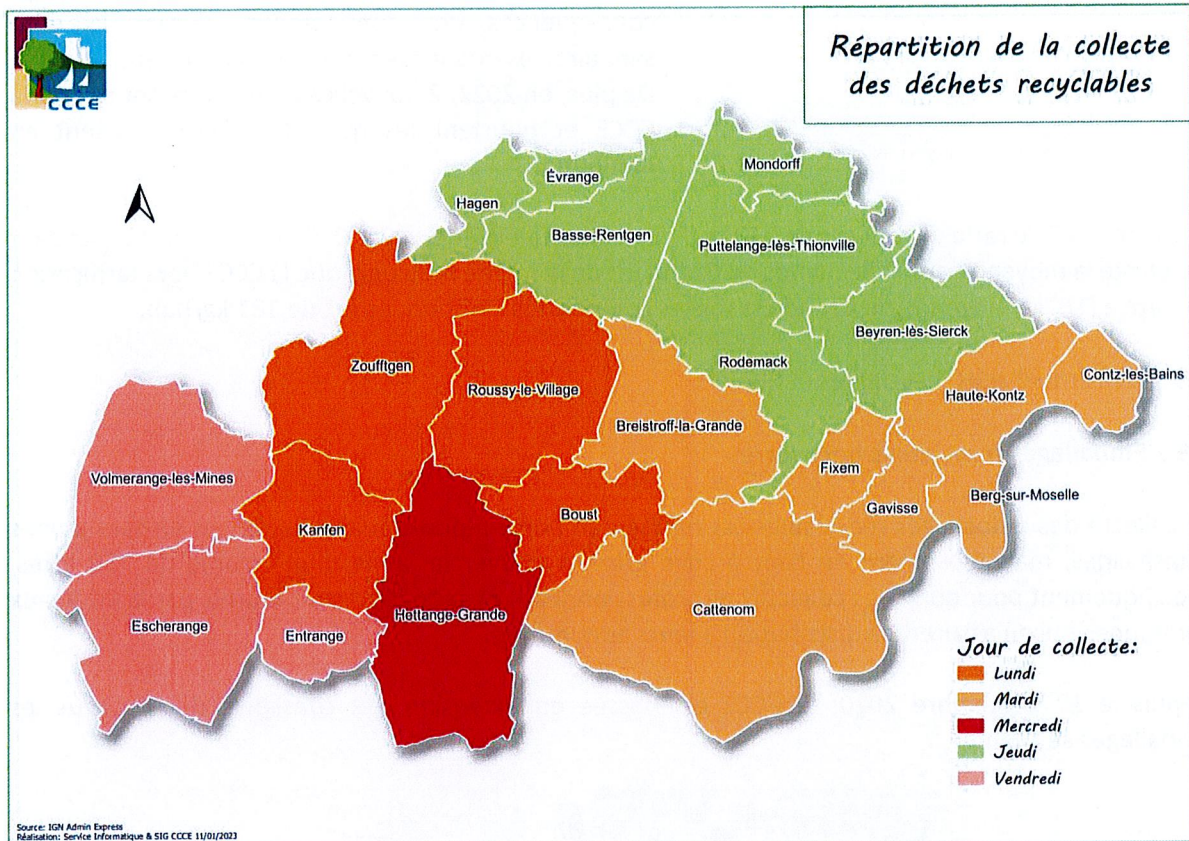 CCCE
Répartition de la collecte
des déchets recyclables
Mondorff
Évrange
Hagen
Basse-Rentgen
Puttelange-lès-Thionville
Beyren-lès-Sierck
Zoufftgen
Rodemack
Contz-les-Bains
Roussy-le-Village
Haute-Kontz
Breistroff-la-Grande
Volmerange-les-Mines
Fixem
Berg-sur-Moselle
Gavisse
Boust
Kanfen
Hettange-Grande
Cattenom
Escherange
Entrange
Jour de collecte:
Lundi
Mardi
Mercredi
Jeudi
Vendredi
Source: IGN Admin Express
Réalisation: Service Informatique & SIG CCCE 11/01/2023